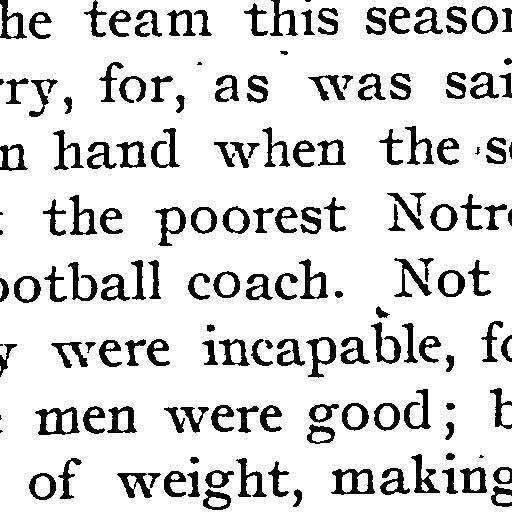 he team this season
ry, for, as was sai
n hand when the s
the poorest Notr
ootball coach. Not
y were incapable, fo
men were good; b
of weight, making